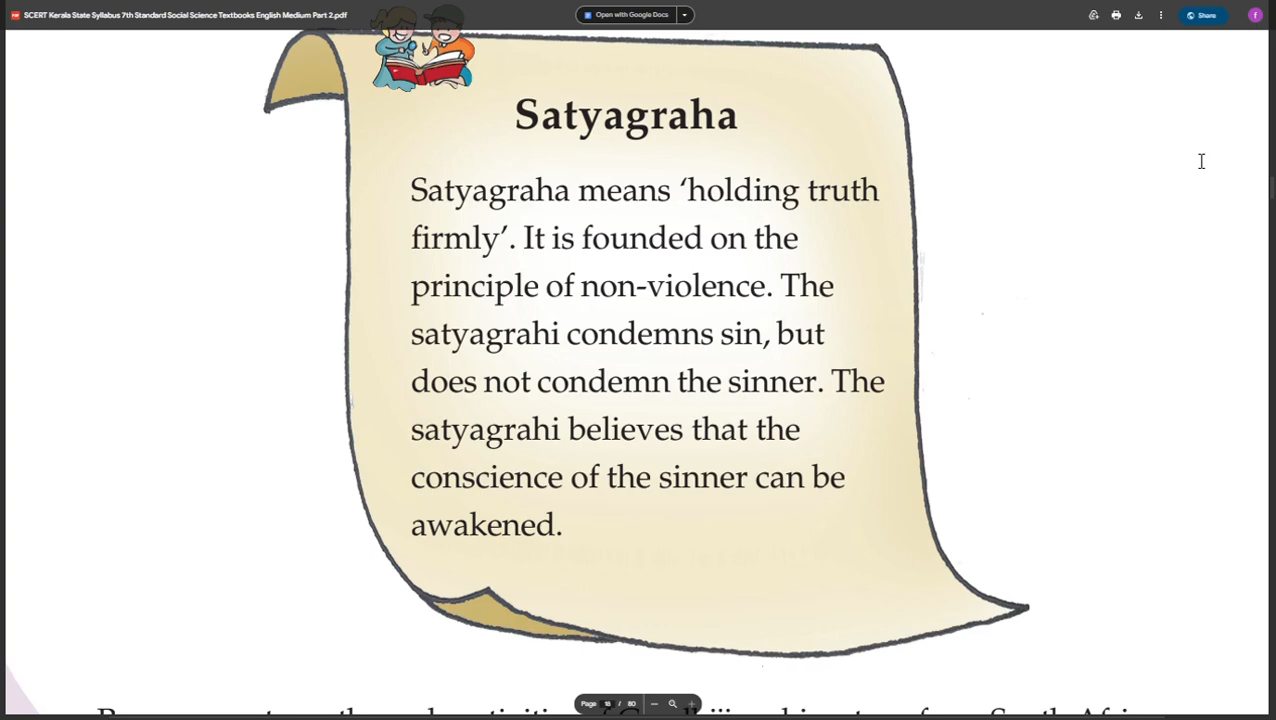 SCERT Kerala State Syllabus 7th Standard Social Science Textbooks English Medium Part 2.pdf
Open with Google Docs
Share
Satyagraha
Satyagraha means ‘holding truth
firmly’. It is founded on the
principle of non-violence. The
satyagrahi condemns sin, but
does not condemn the sinner. The
satyagrahi believes that the
conscience of the sinner can be
awakened.
Page / 80